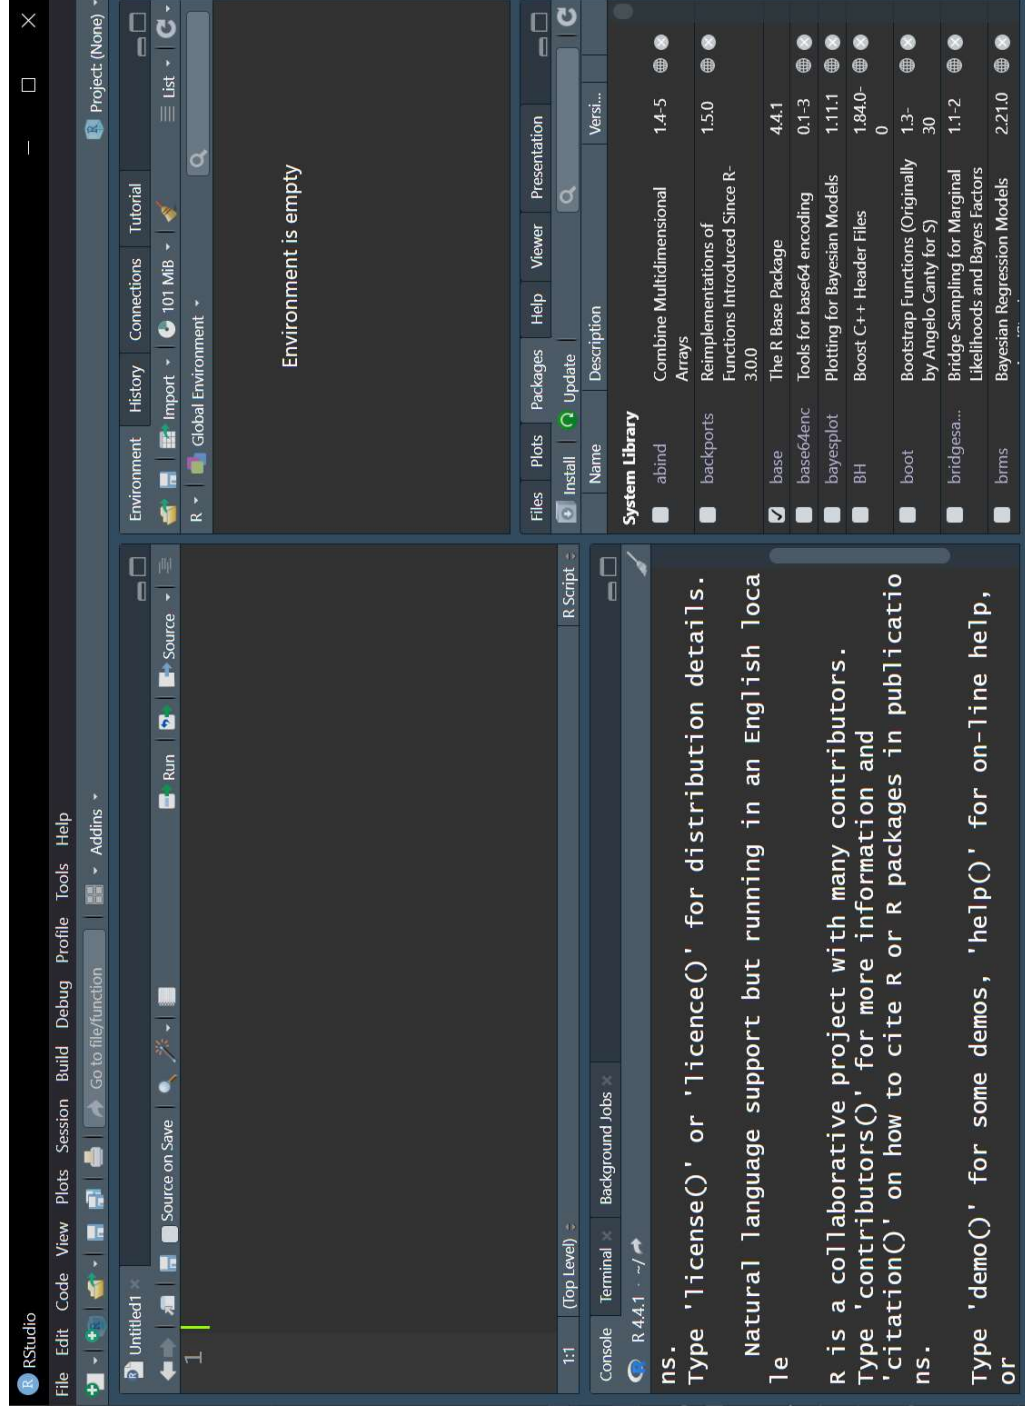 RStudio
File Edit Code View Plots Session Build Debug Profile Tools Help
Go to file/function Addins Project: (None)
Untitled1
Source on Save Run Source
1
1:1 (Top Level) R Script
Console Terminal Background Jobs
R 4.4.1 · ~/
ns.
Type 'license()' or 'licence()' for distribution details.
Natural language support but running in an English loca
le
R is a collaborative project with many contributors.
Type 'contributors()' for more information and
'citation()' on how to cite R or R packages in publicatio
ns.
Type 'demo()' for some demos, 'help()' for on-line help,
or
Environment History Connections Tutorial
Import 101 MiB List
R Global Environment
Environment is empty
Files Plots Packages Help Viewer Presentation
Install Update
Name Description Versi...
System Library
abind Combine Multidimensional 1.4-5
Arrays
backports Reimplementations of 1.5.0
Functions Introduced Since R-
3.0.0
base The R Base Package 4.4.1
base64enc Tools for base64 encoding 0.1-3
bayesplot Plotting for Bayesian Models 1.11.1
BH Boost C++ Header Files 1.84.0-
0
boot Bootstrap Functions (Originally 1.3-
by Angelo Canty for S) 30
bridgesa... Bridge Sampling for Marginal 1.1-2
Likelihoods and Bayes Factors
brms Bayesian Regression Models 2.21.0